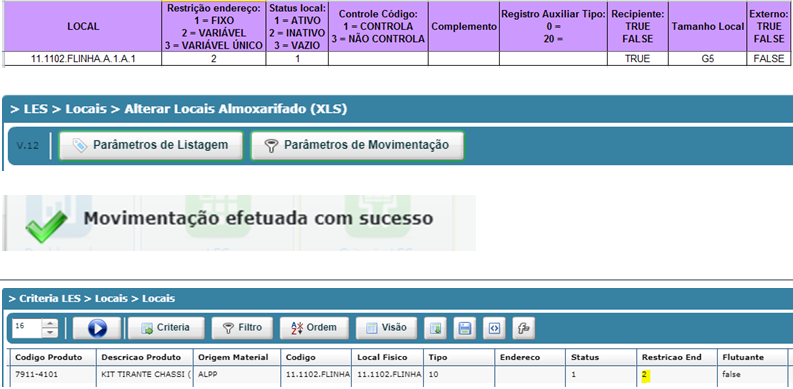 LOCAL
Restrição endereço:
1 = FIXO
2 = VARIÁVEL
3 = VARIÁVEL ÚNICO
Status local:
1 = ATIVO
2 = INATIVO
3 = VAZIO
Controle Código:
1 = CONTROLA
3 = NÃO CONTROLA
Complemento
Registro Auxiliar Tipo:
0 =
20 =
Recipiente:
TRUE
FALSE
Tamanho Local
Externo:
TRUE
FALSE
11.1102.FLINHA.A.1.A.1 2 1 TRUE G5 FALSE
> LES > Locais > Alterar Locais Almoxarifado (XLS)
V.12 Parâmetros de Listagem Parâmetros de Movimentação
Movimentação efetuada com sucesso
> Criteria LES > Locais > Locais
16 Criteria Filtro Ordem Visão
Codigo Produto Descricao Produto Origem Material Codigo Local Fisico Tipo Endereco Status Restricao End Flutuante
7911-4101 KIT TIRANTE CHASSI ( ALPP 11.1102.FLINHA 11.1102.FLINHA 10 1 2 false